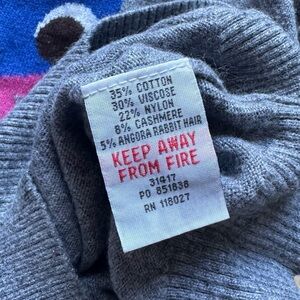 35% COTTON
30% VISCOSE
22% NYLON
8% CASHMERE
5% ANGORA RABBIT HAIR
KEEP AWAY
FROM FIRE
31417
PO 851838
RN 118027